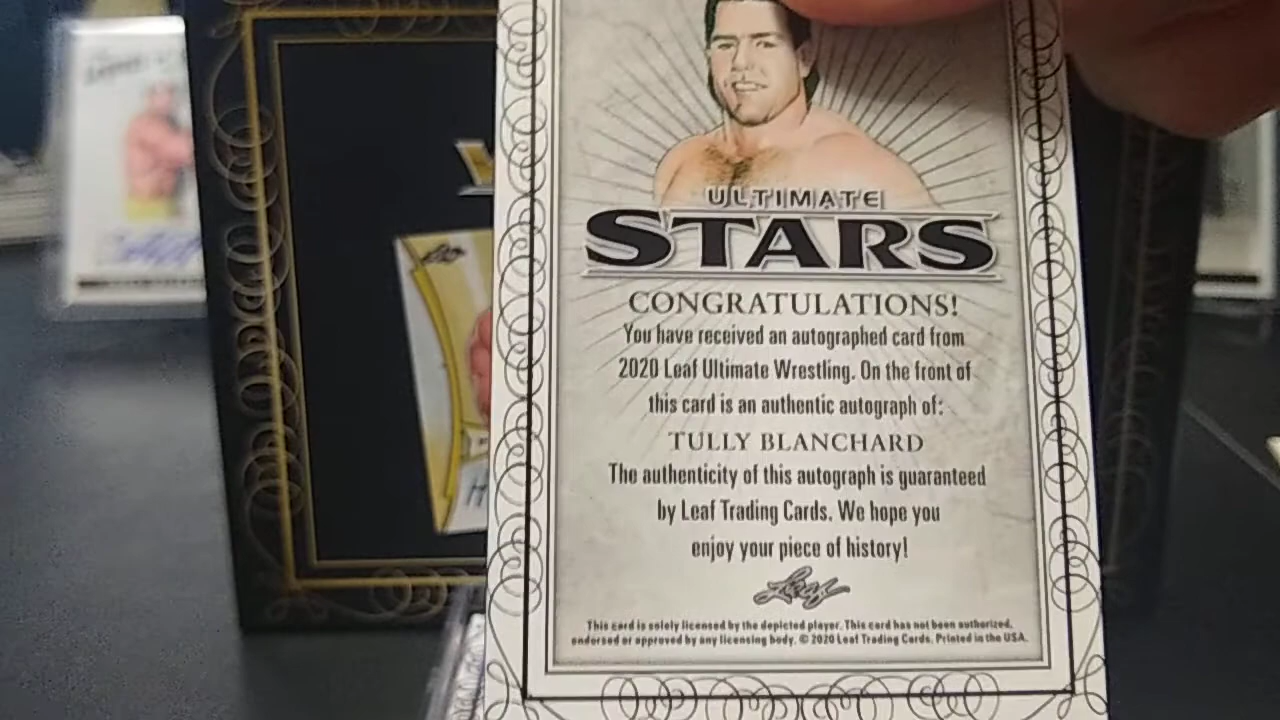 ULTIMATE
STARS
CONGRATULATIONS!
You have received an autographed card from
2020 Leaf Ultimate Wrestling. On the front of
this card is an authentic autograph of:
TULLY BLANCHARD
The authenticity of this autograph is guaranteed
by Leaf Trading Cards. We hope you
enjoy your piece of history!
Leaf
This card is solely licensed by the depicted player. This card has not been authorized,
endorsed or approved by any licensing body. © 2020 Leaf Trading Cards. Printed in the USA.